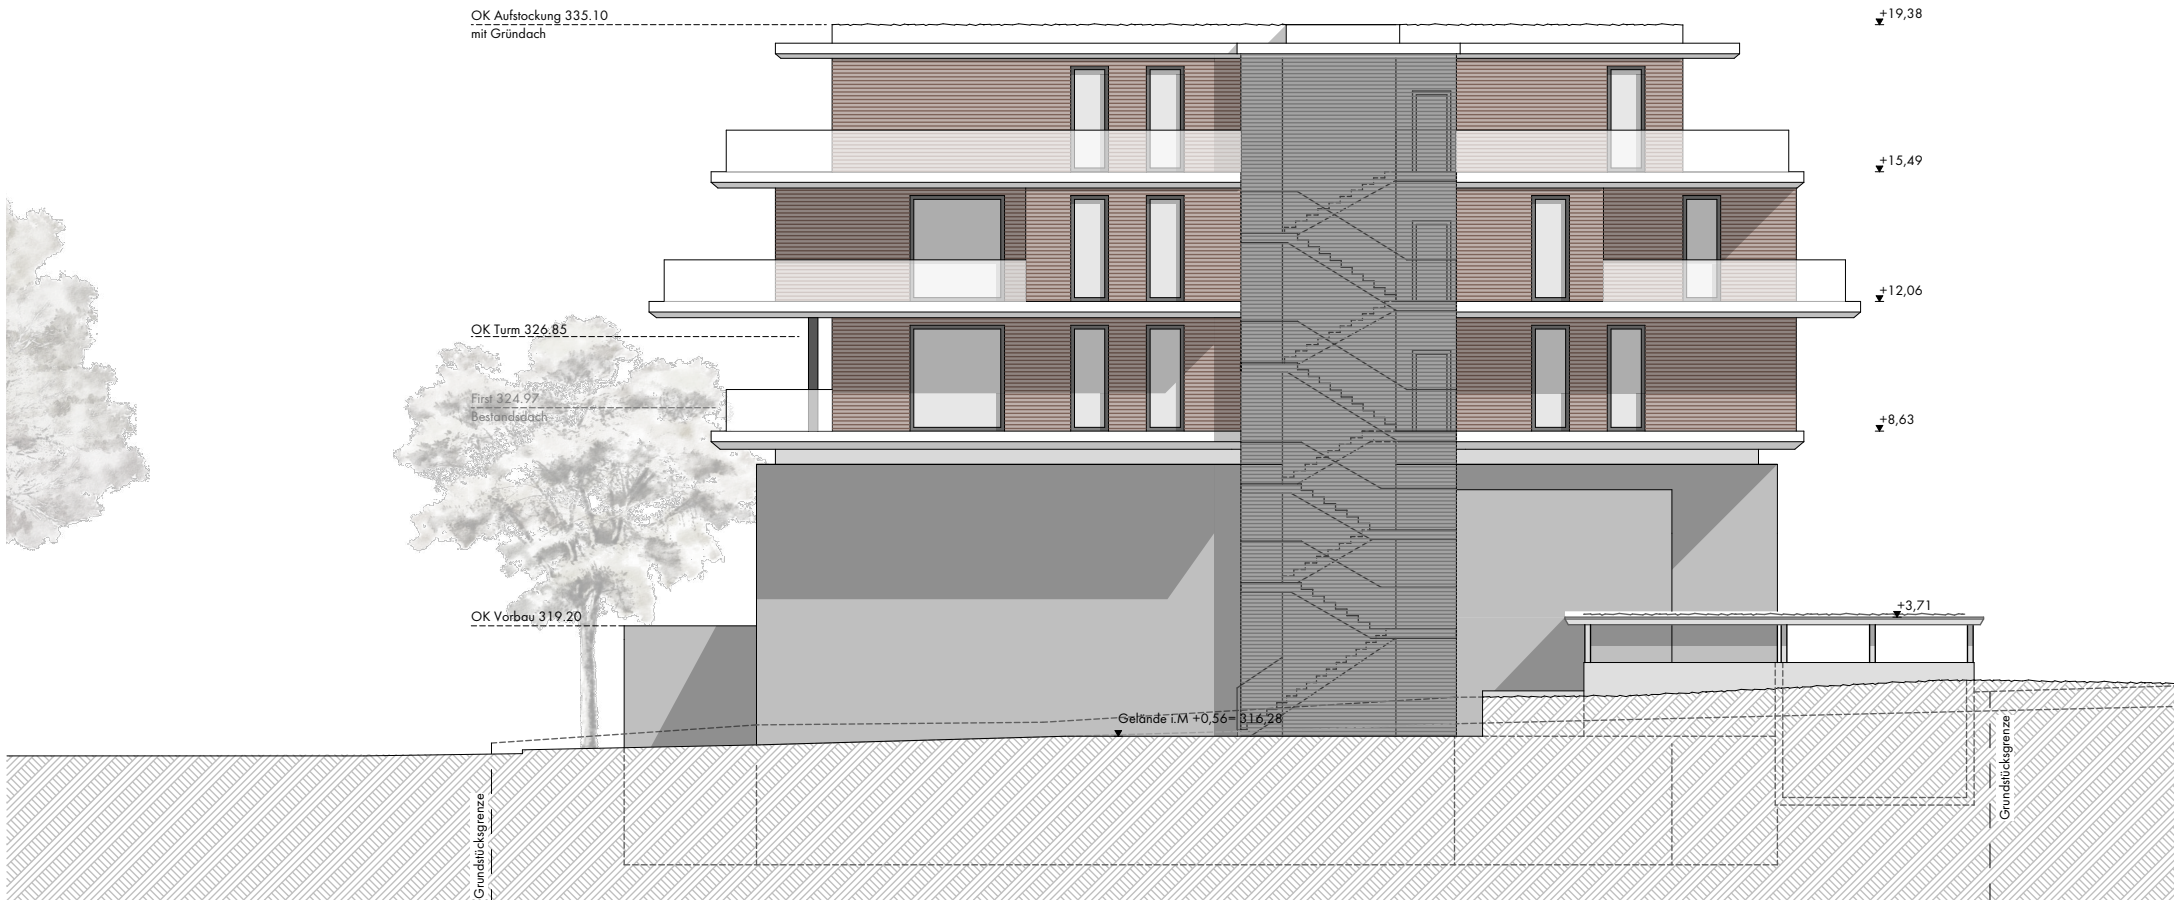 OK Aufstockung 335.10
mit Gründach
+19,38
+15,49
+12,06
OK Turm 326.85
First 324.97
Bestandsdach
+8,63
+3,71
OK Vorbau 319.20
Gelände i.M +0,56= 316,28
Grundstücksgrenze
Grundstücksgrenze